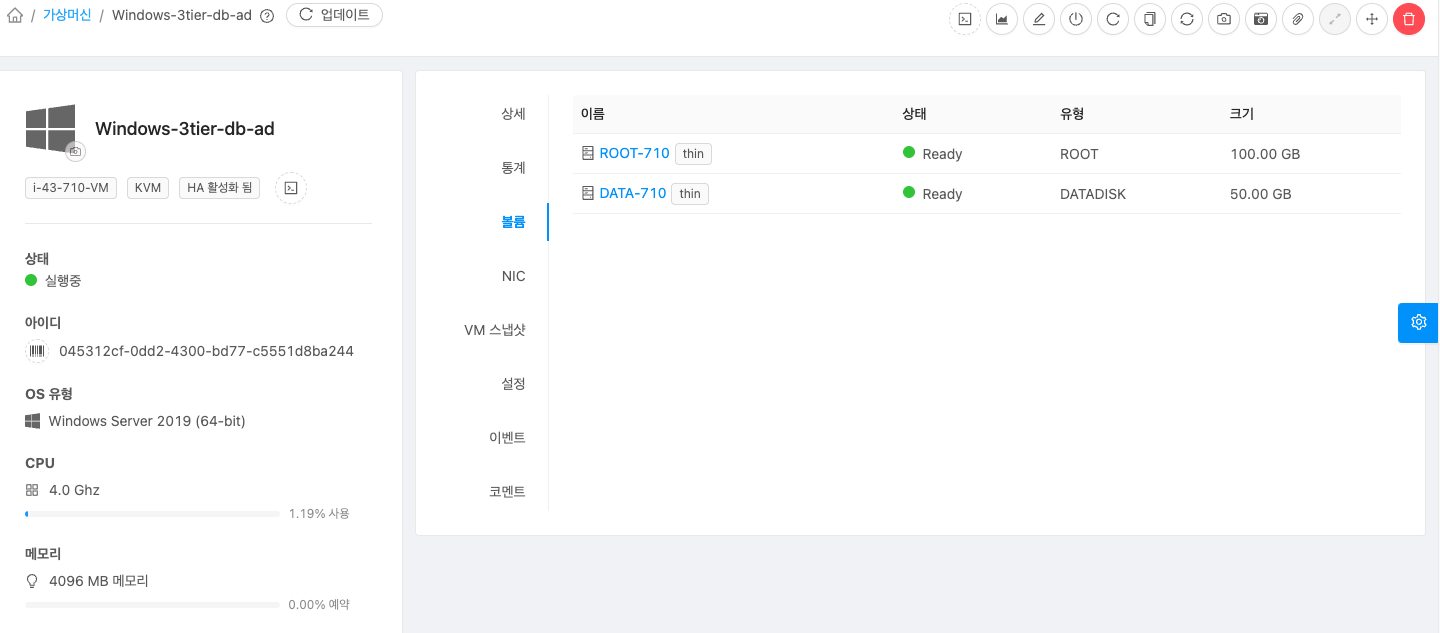 / 가상머신 / Windows-3tier-db-ad 업데이트
Windows-3tier-db-ad
i-43-710-VM KVM HA 활성화 됨
상태
실행중
아이디
045312cf-0dd2-4300-bd77-c5551d8ba244
OS 유형
Windows Server 2019 (64-bit)
CPU
4.0 Ghz
1.19% 사용
메모리
4096 MB 메모리
0.00% 예약
상세
통계
볼륨
NIC
VM 스냅샷
설정
이벤트
코멘트
이름 상태 유형 크기
ROOT-710 thin Ready ROOT 100.00 GB
DATA-710 thin Ready DATADISK 50.00 GB